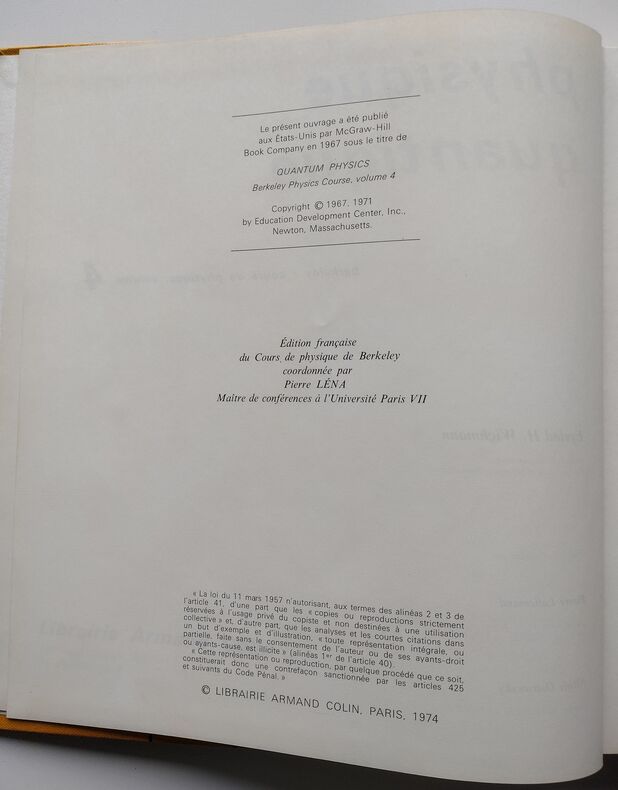 Le présent ouvrage a été publié
aux États-Unis par McGraw-Hill
Book Company en 1967 sous le titre de
QUANTUM PHYSICS
Berkeley Physics Course, volume 4
Copyright © 1967, 1971
by Education Development Center, Inc.,
Newton, Massachusetts.
Édition française
du Cours de physique de Berkeley
coordonnée par
Pierre LÉNA
Maître de conférences à l'Université Paris VII
« La loi du 11 mars 1957 n'autorisant, aux termes des alinéas 2 et 3 de
l'article 41, d'une part que les « copies ou reproductions strictement
réservées à l'usage privé du copiste et non destinées à une utilisation
collective » et, d'autre part, que les analyses et les courtes citations dans
un but d'exemple et d'illustration, « toute représentation intégrale, ou
partielle, faite sans le consentement de l'auteur ou de ses ayants-droit
ou ayants-cause, est illicite » (alinéas 1er de l'article 40).
« Cette représentation ou reproduction, par quelque procédé que ce soit,
constituerait donc une contrefaçon sanctionnée par les articles 425
et suivants du Code Pénal. »
© LIBRAIRIE ARMAND COLIN, PARIS, 1974